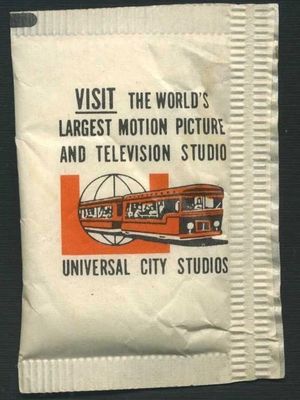 VISIT THE WORLD'S
LARGEST MOTION PICTURE
AND TELEVISION STUDIO
UNIVERSAL CITY STUDIOS